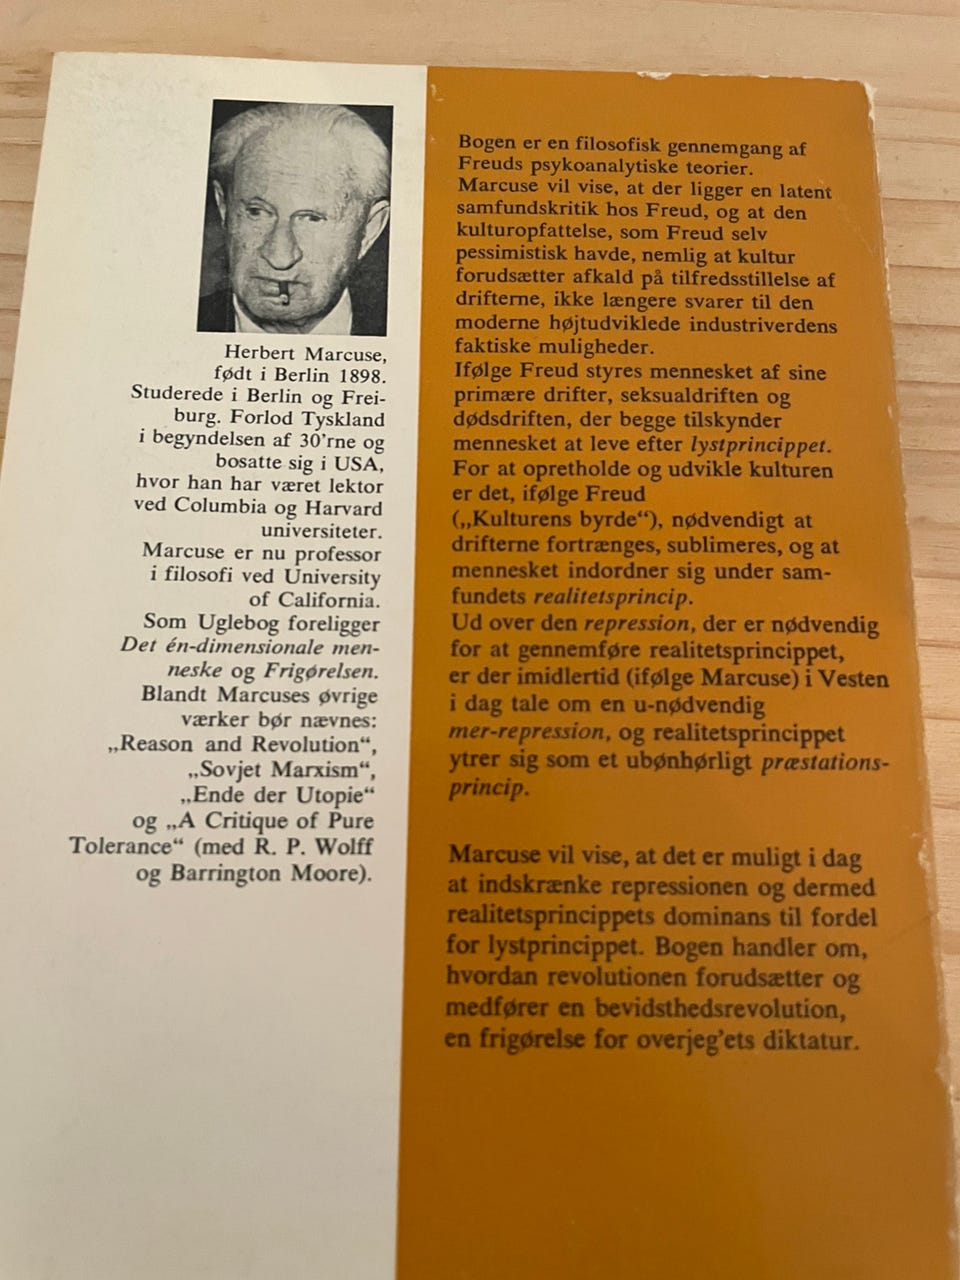 Herbert Marcuse,
født i Berlin 1898.
Studerede i Berlin og Frei-
burg. Forlod Tyskland
i begyndelsen af 30'rne og
bosatte sig i USA,
hvor han har været lektor
ved Columbia og Harvard
universiteter.
Marcuse er nu professor
i filosofi ved University
of California.
Som Uglebog foreligger
Det én-dimensionale men-
neske og Frigørelsen.
Blandt Marcuses øvrige
værker bør nævnes:
„Reason and Revolution“,
„Sovjet Marxism“,
„Ende der Utopie“
og „A Critique of Pure
Tolerance“ (med R. P. Wolff
og Barrington Moore).
Bogen er en filosofisk gennemgang af
Freuds psykoanalytiske teorier.
Marcuse vil vise, at der ligger en latent
samfundskritik hos Freud, og at den
kulturopfattelse, som Freud selv
pessimistisk havde, nemlig at kultur
forudsætter afkald på tilfredsstillelse af
drifterne, ikke længere svarer til den
moderne højtudviklede industriverdens
faktiske muligheder.
Ifølge Freud styres mennesket af sine
primære drifter, seksualdriften og
dødsdriften, der begge tilskynder
mennesket at leve efter lystprincippet.
For at opretholde og udvikle kulturen
er det, ifølge Freud
(„Kulturens byrde“), nødvendigt at
drifterne fortrænges, sublimeres, og at
mennesket indordner sig under sam-
fundets realitetsprincip.
Ud over den repression, der er nødvendig
for at gennemføre realitetsprincippet,
er der imidlertid (ifølge Marcuse) i Vesten
i dag tale om en u-nødvendig
mer-repression, og realitetsprincippet
ytrer sig som et ubønhørligt præstations-
princip.
Marcuse vil vise, at det er muligt i dag
at indskrænke repressionen og dermed
realitetsprincippets dominans til fordel
for lystprincippet. Bogen handler om,
hvordan revolutionen forudsætter og
medfører en bevidsthedsrevolution,
en frigørelse for overjeg'ets diktatur.